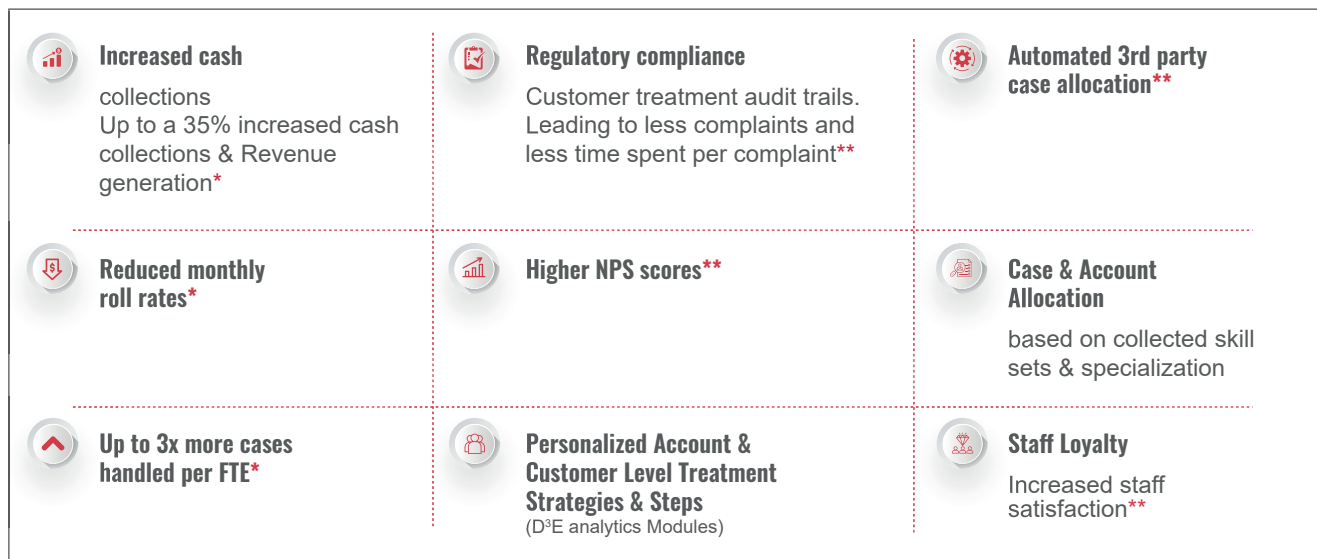 Increased cash
collections
Up to a 35% increased cash
collections & Revenue
generation*
Regulatory compliance
Customer treatment audit trails.
Leading to less complaints and
less time spent per complaint**
Automated 3rd party
case allocation**
Reduced monthly
roll rates*
Higher NPS scores**
Case & Account
Allocation
based on collected skill
sets & specialization
Up to 3x more cases
handled per FTE*
Personalized Account &
Customer Level Treatment
Strategies & Steps
(D³E analytics Modules)
Staff Loyalty
Increased staff
satisfaction**